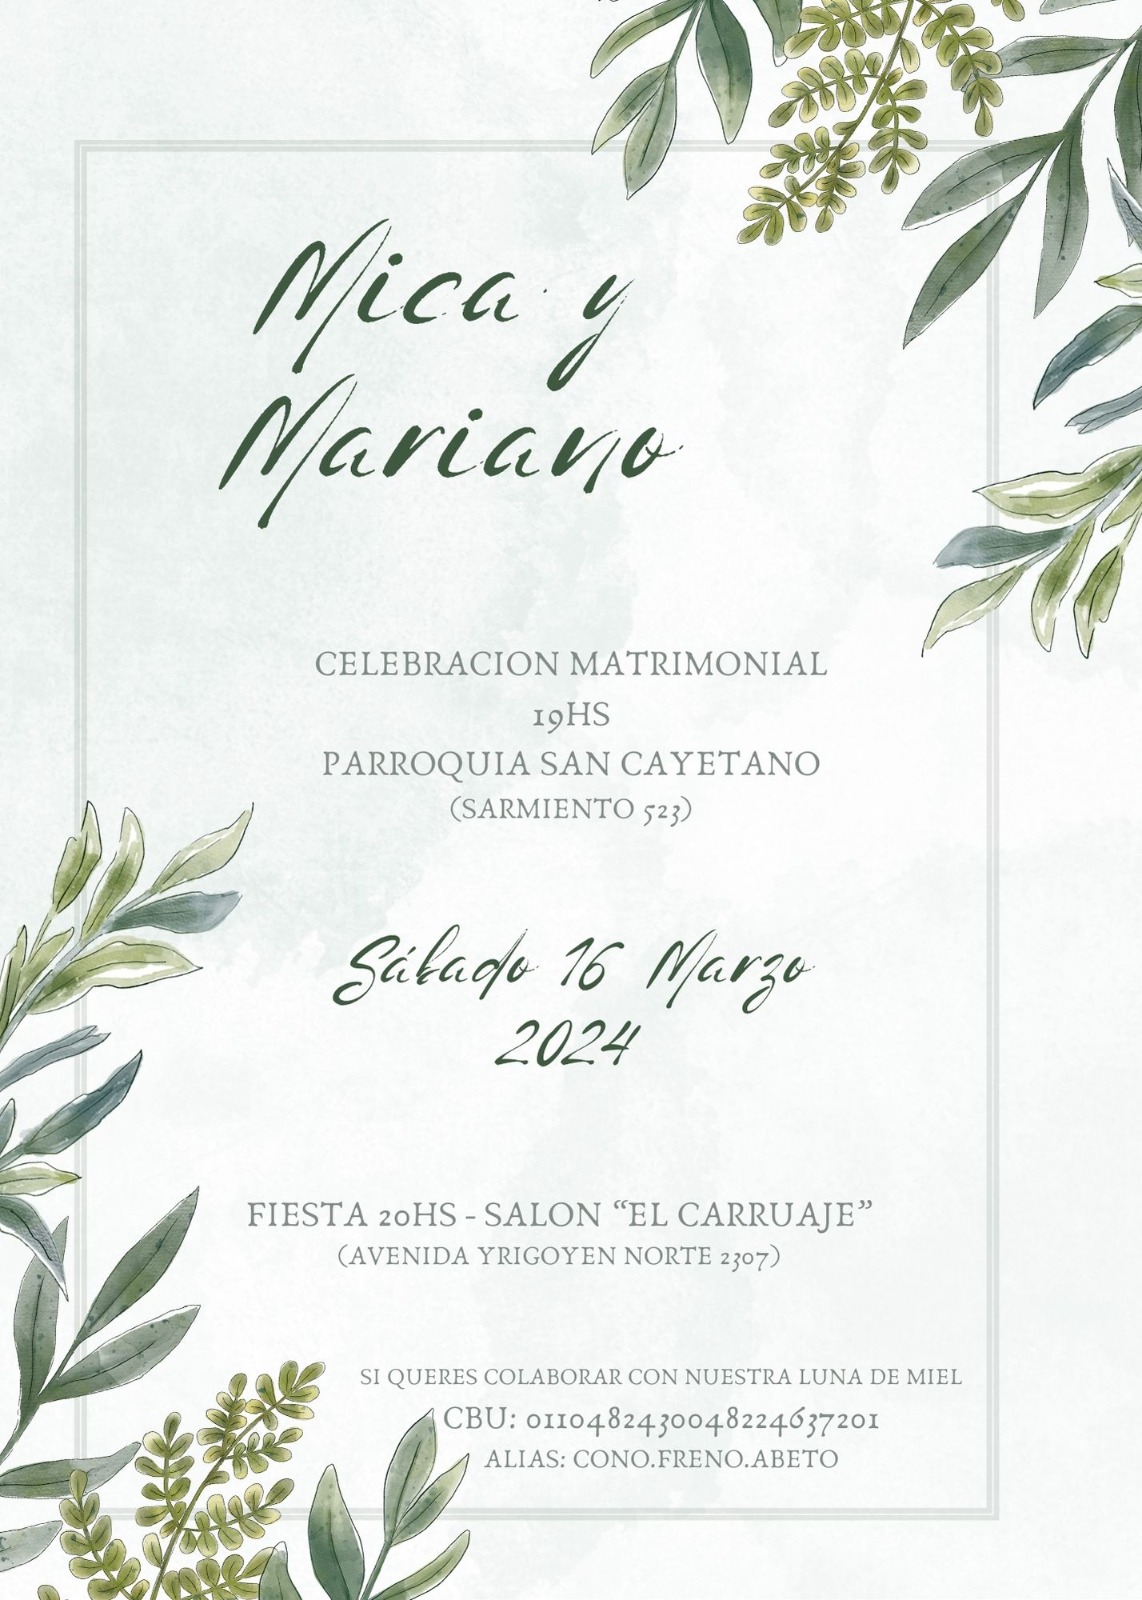 Mica y
Mariano
CELEBRACION MATRIMONIAL
19HS
PARROQUIA SAN CAYETANO
(SARMIENTO 523)
Sábado 16 Marzo
2024
FIESTA 20HS - SALON “EL CARRUAJE”
(AVENIDA YRIGOYEN NORTE 2307)
SI QUERES COLABORAR CON NUESTRA LUNA DE MIEL
CBU: 0110482430048224637201
ALIAS: CONO.FRENO.ABETO